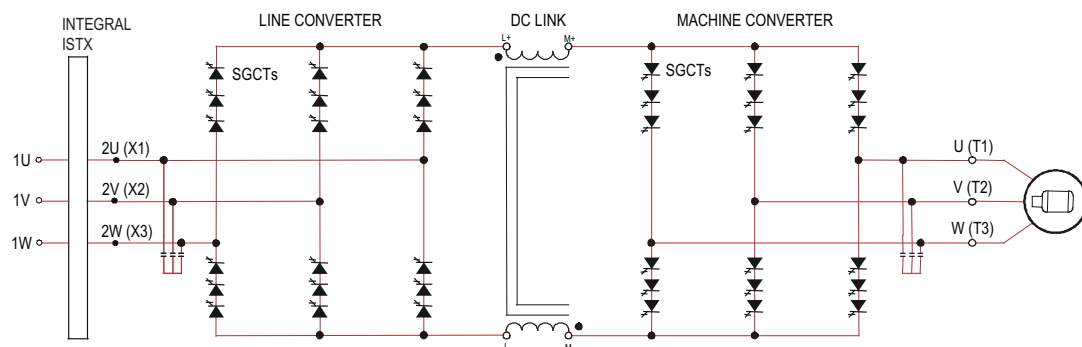 INTEGRAL
ISTX
LINE CONVERTER
DC LINK
MACHINE CONVERTER
L+
M+
SGCTs
SGCTs
1U
2U (X1)
U (T1)
1V
2V (X2)
V (T2)
1W
2W (X3)
W (T3)